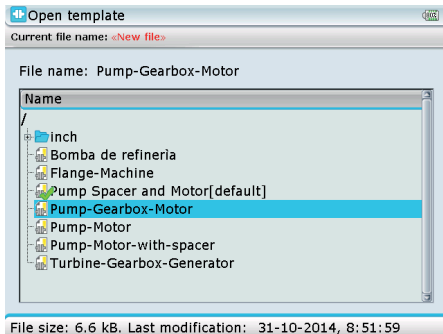 Open template
Current file name: «New file»
File name: Pump-Gearbox-Motor
Name
/
inch
Bomba de refinerìa
Flange-Machine
Pump Spacer and Motor[default]
Pump-Gearbox-Motor
Pump-Motor
Pump-Motor-with-spacer
Turbine-Gearbox-Generator
File size: 6.6 kB. Last modification: 31-10-2014, 8:51:59